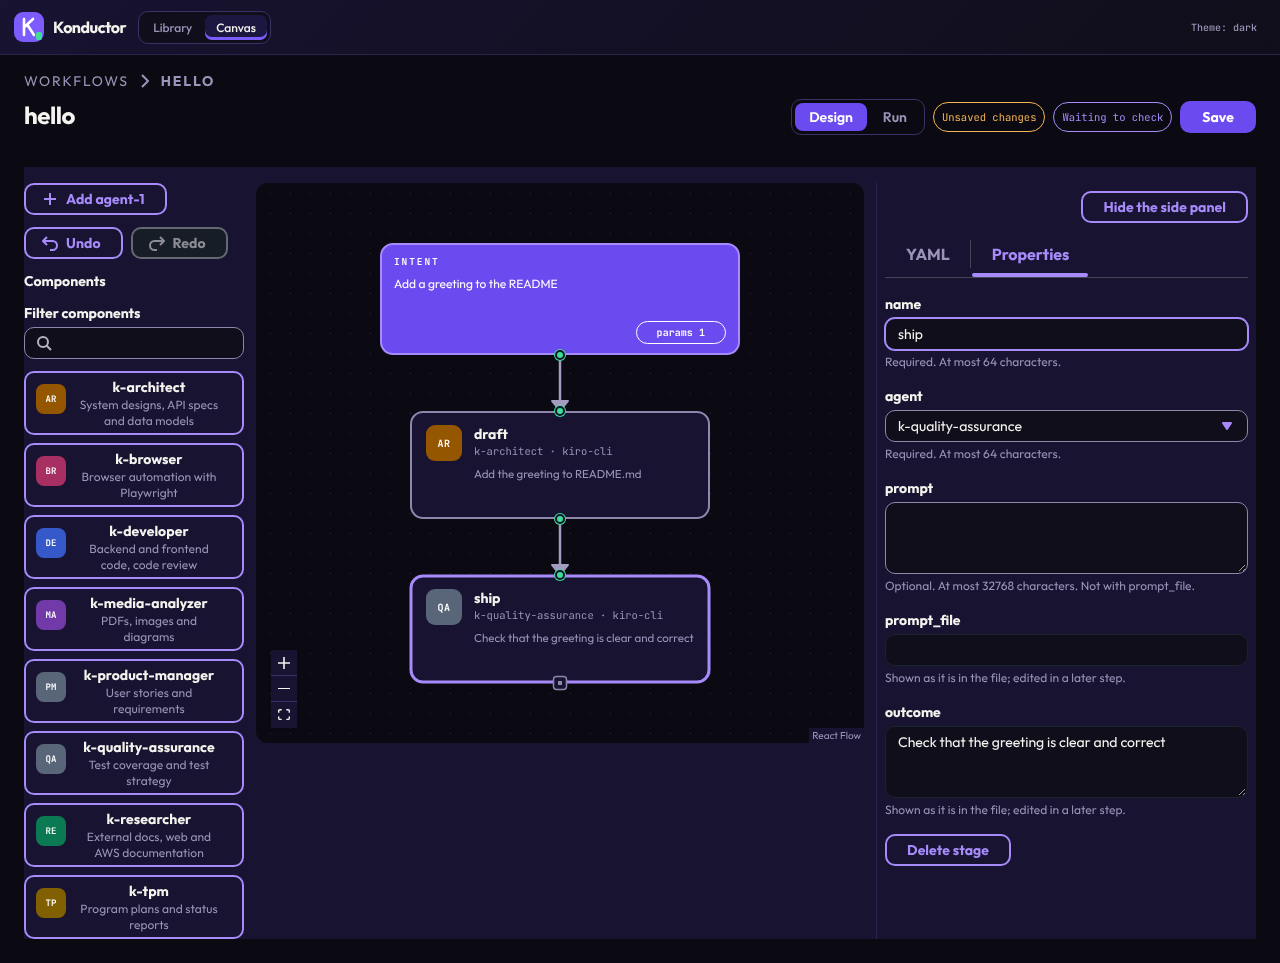 Konductor
Library
Canvas
Theme: dark
WORKFLOWS
HELLO
hello
Design
Run
Unsaved changes
Waiting to check
Save
Add agent-1
Undo
Redo
Components
Filter components
AR
k-architect
System designs, API specs
and data models
BR
k-browser
Browser automation with
Playwright
DE
k-developer
Backend and frontend
code, code review
MA
k-media-analyzer
PDFs, images and
diagrams
PM
k-product-manager
User stories and
requirements
QA
k-quality-assurance
Test coverage and test
strategy
RE
k-researcher
External docs, web and
AWS documentation
TP
k-tpm
Program plans and status
reports
INTENT
Add a greeting to the README
params 1
AR
draft
k-architect · kiro-cli
Add the greeting to README.md
QA
ship
k-quality-assurance · kiro-cli
Check that the greeting is clear and correct
React Flow
Hide the side panel
YAML
Properties
name
ship
Required. At most 64 characters.
agent
k-quality-assurance
Required. At most 64 characters.
prompt
Optional. At most 32768 characters. Not with prompt_file.
prompt_file
Shown as it is in the file; edited in a later step.
outcome
Check that the greeting is clear and correct
Shown as it is in the file; edited in a later step.
Delete stage